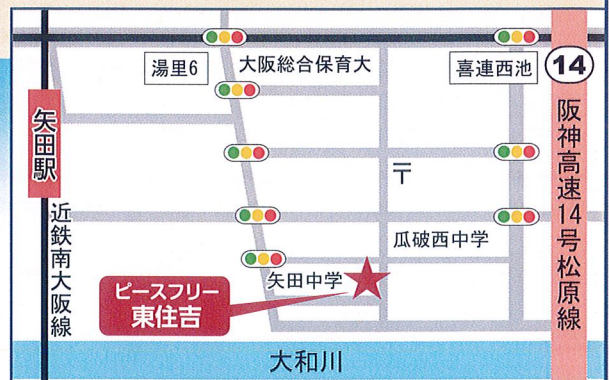 湯里6
大阪総合保育大
喜連西池
14
矢田駅
阪神高速14号松原線
〒
近鉄南大阪線
瓜破西中学
矢田中学
ピースフリー
東住吉
大和川